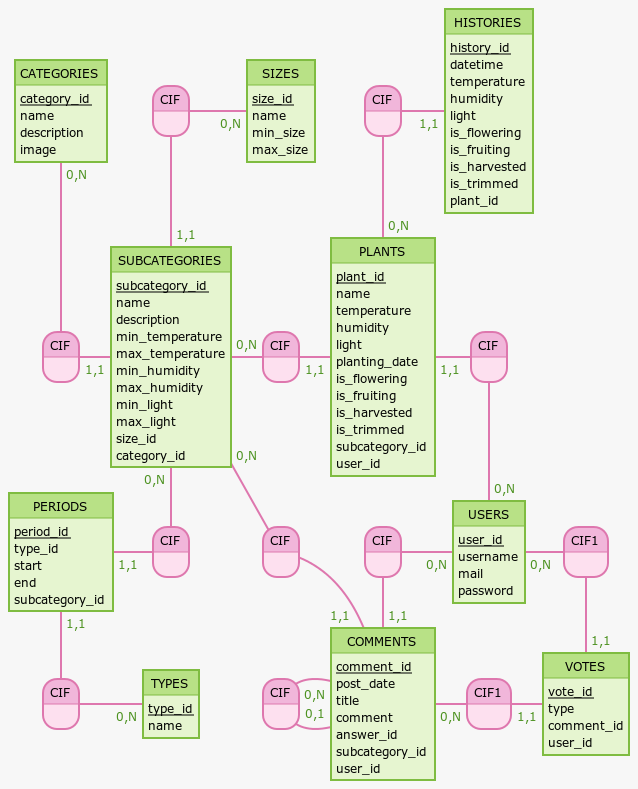 CATEGORIES
category_id
name
description
image
0,N
CIF
SIZES
size_id
name
min_size
max_size
0,N
1,1
CIF
HISTORIES
history_id
datetime
temperature
humidity
light
is_flowering
is_fruiting
is_harvested
is_trimmed
plant_id
1,1
0,N
CIF
1,1
SUBCATEGORIES
subcategory_id
name
description
min_temperature
max_temperature
min_humidity
max_humidity
min_light
max_light
size_id
category_id
0,N
CIF
1,1
PLANTS
plant_id
name
temperature
humidity
light
planting_date
is_flowering
is_fruiting
is_harvested
is_trimmed
subcategory_id
user_id
1,1
CIF
0,N
0,N
0,N
PERIODS
period_id
type_id
start
end
subcategory_id
1,1
CIF
CIF
CIF
0,N
USERS
user_id
username
mail
password
0,N
CIF1
1,1
1,1
1,1
1,1
CIF
0,N
TYPES
type_id
name
CIF
0,N
0,1
COMMENTS
comment_id
post_date
title
comment
answer_id
subcategory_id
user_id
0,N
CIF1
1,1
VOTES
vote_id
type
comment_id
user_id